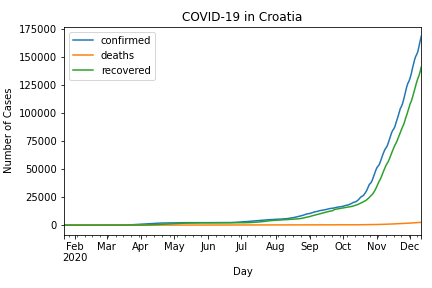 COVID-19 in Croatia
confirmed
deaths
recovered
175000
150000
125000
100000
75000
50000
25000
0
Number of Cases
Feb Mar Apr May Jun Jul Aug Sep Oct Nov Dec
2020
Day